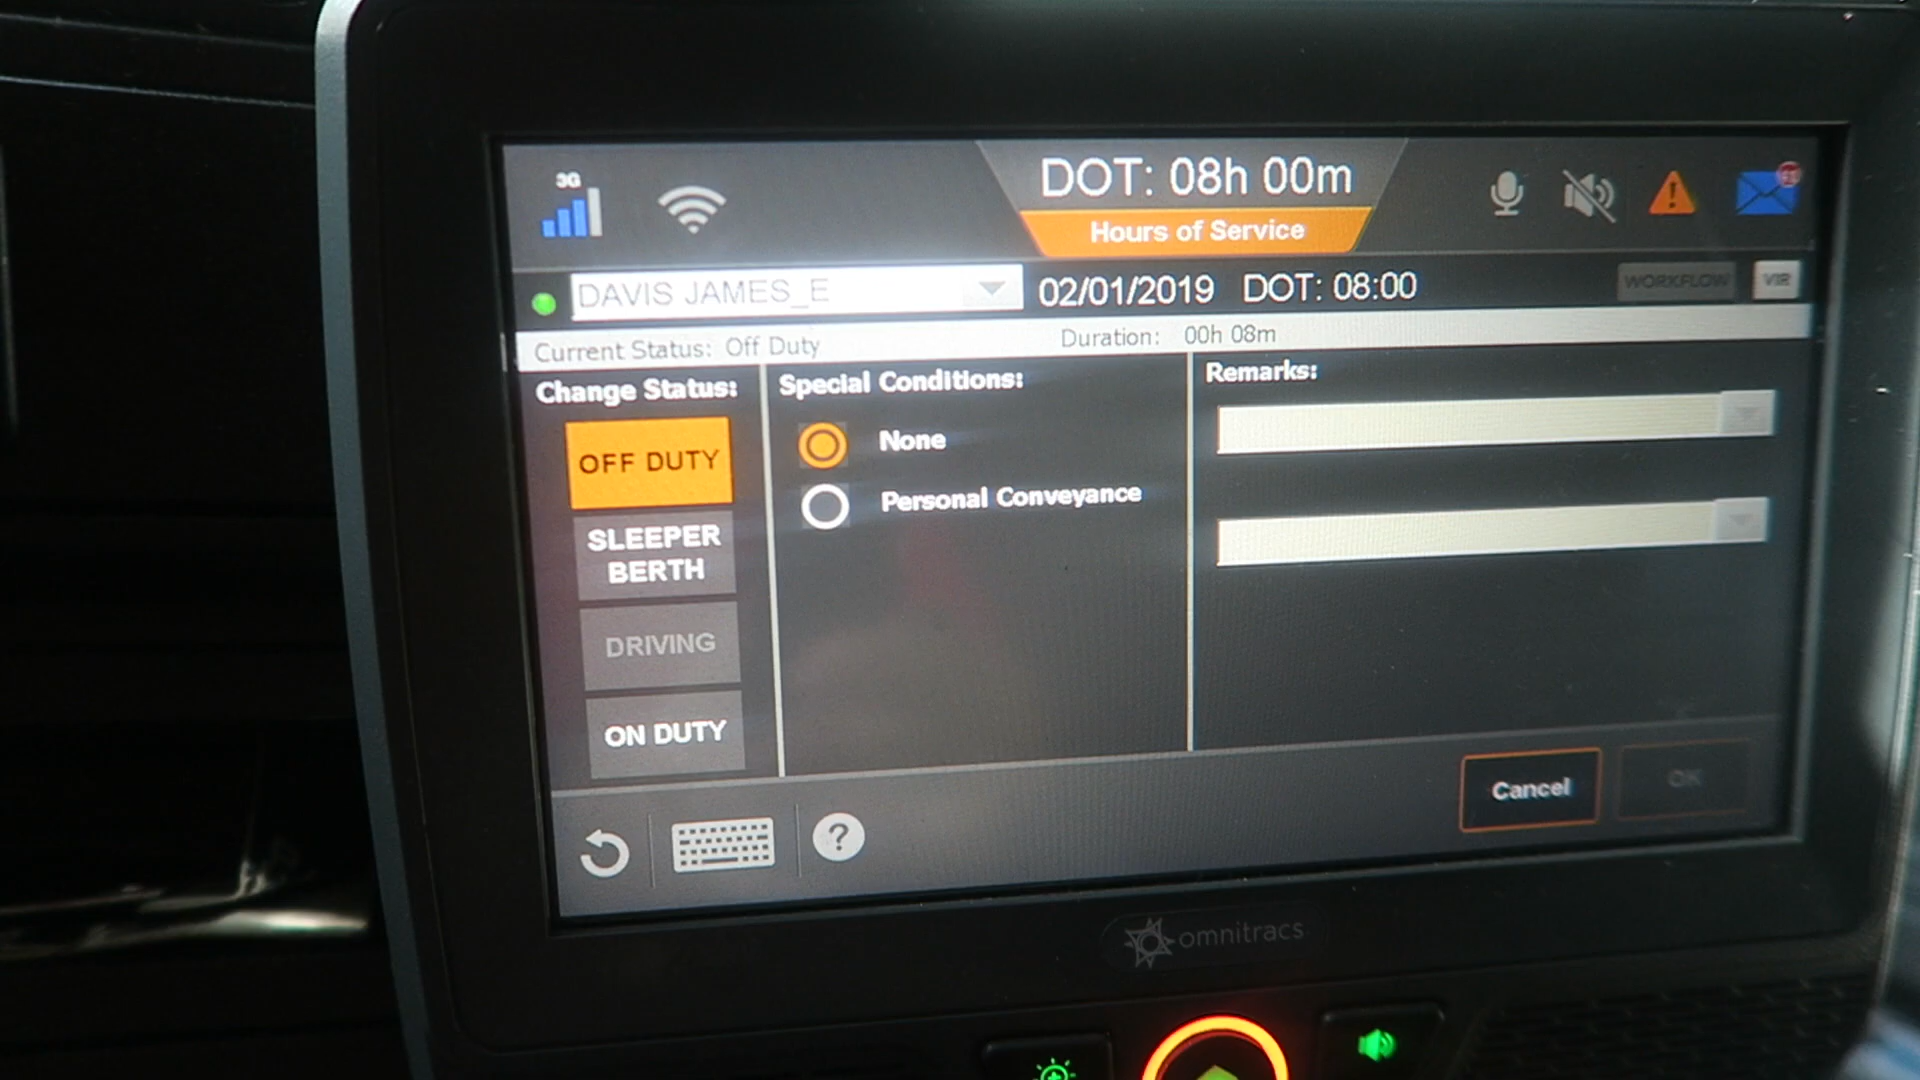 3G
DOT: 08h 00m
Hours of Service
DAVIS JAMES_E
02/01/2019 DOT: 08:00
WORKFLOW
VIR
Current Status: Off Duty
Duration: 00h 08m
Change Status:
OFF DUTY
SLEEPER
BERTH
DRIVING
ON DUTY
Special Conditions:
None
Personal Conveyance
Remarks:
Cancel
OK
?
omnitracs